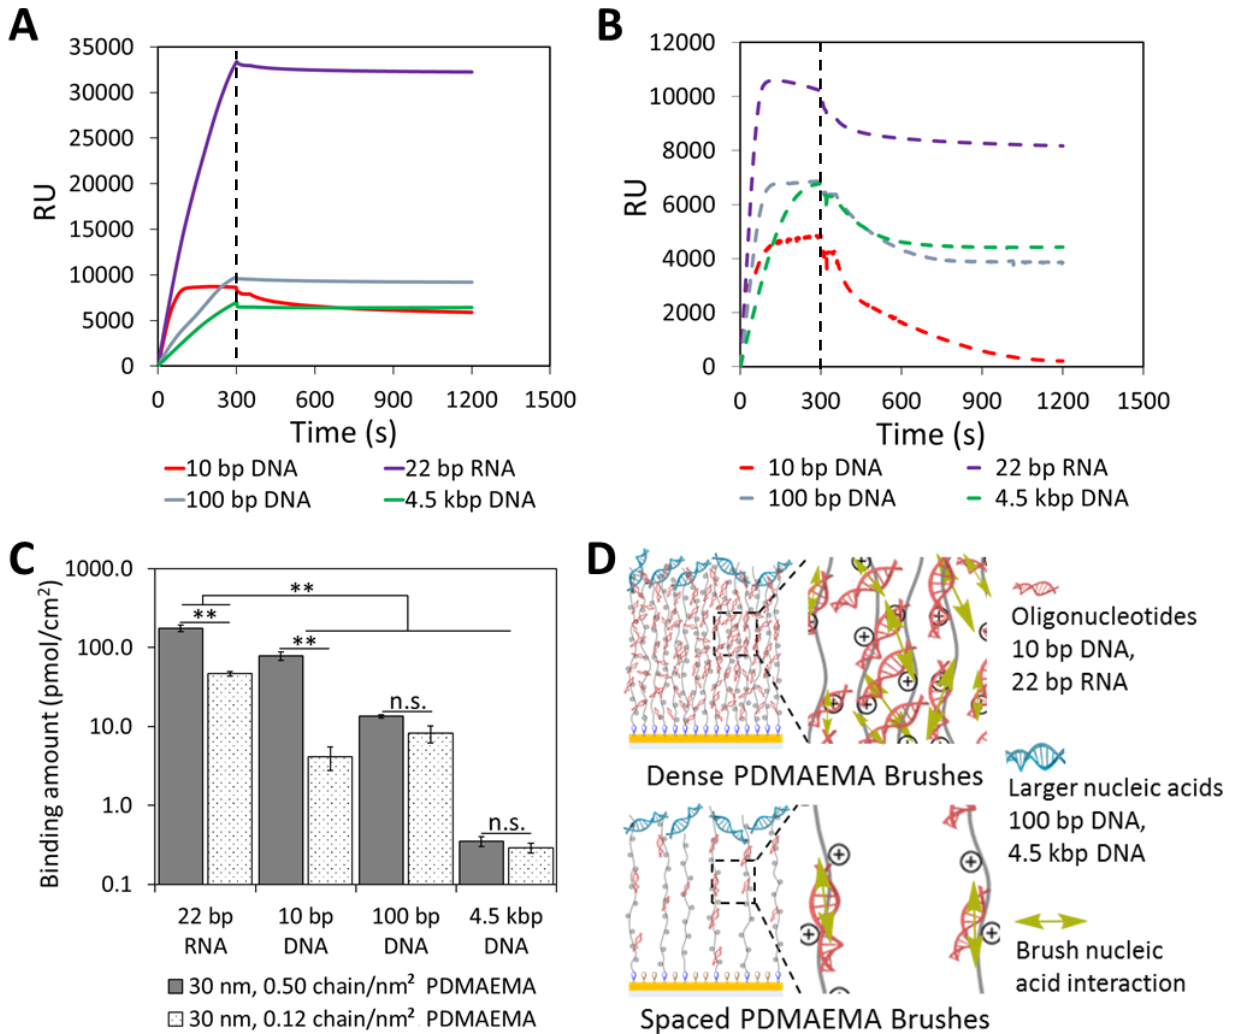 A
35000
30000
25000
20000
15000
10000
5000
0
RU
0 300 600 900 1200 1500
Time (s)
10 bp DNA 22 bp RNA
100 bp DNA 4.5 kbp DNA
B
12000
10000
8000
6000
4000
2000
0
RU
0 300 600 900 1200 1500
Time (s)
10 bp DNA 22 bp RNA
100 bp DNA 4.5 kbp DNA
C
Binding amount (pmol/cm²)
1000.0
100.0
10.0
1.0
0.1
**
**
**
n.s.
n.s.
22 bp 10 bp 100 bp 4.5 kbp
RNA DNA DNA DNA
30 nm, 0.50 chain/nm² PDMAEMA
30 nm, 0.12 chain/nm² PDMAEMA
D
Oligonucleotides
10 bp DNA,
22 bp RNA
Dense PDMAEMA Brushes
Larger nucleic acids
100 bp DNA,
4.5 kbp DNA
Brush nucleic
acid interaction
Spaced PDMAEMA Brushes